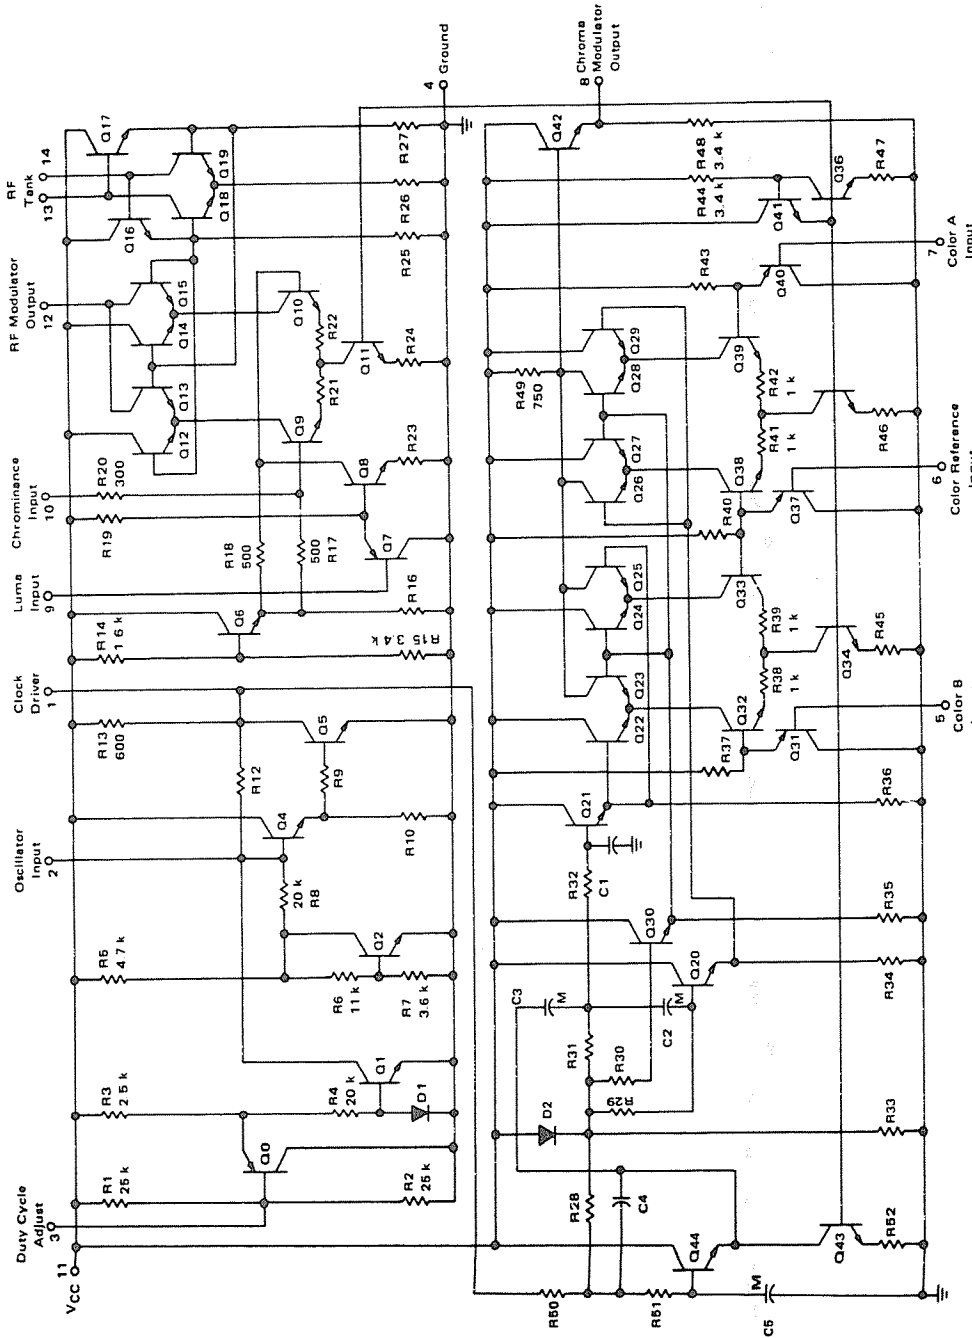 Duty Cycle
Adjust
3
VCC 11
Oscillator
Input
2
Clock
Driver
1
Luma
Input
9
Chrominance
Input
10
RF Modulator
Output
12
RF
Tank
13
14
R1
25 k
R3
2.5 k
R5
4.7 k
R13
600
R14
1 6 k
R19
R20
300
Q0
R2
25 k
R4
20 k
Q1
D1
R6
11 k
R7
3.6 k
Q2
20 k
R8
Q4
R9
R10
R12
Q5
Q6
R15 3.4 k
R16
R18
500
500
R17
Q7
Q8
R23
Q9
Q10
R21
R22
Q11
R24
Q12
Q13
Q14
Q15
Q16
Q17
Q18
Q19
R25
R26
R27
4
Ground
R50
R28
C4
R51
Q44
C5
M
Q43
R52
D2
R29
R30
R31
R33
C3
M
C2
M
Q20
Q30
R34
R35
R32
C1
Q21
R36
Q22
Q23
Q24
Q25
Q26
Q27
Q28
Q29
R49
750
Q42
8 Chroma
Modulator
Output
R37
Q31
Q32
R38
1 k
R39
1 k
Q33
Q34
R45
R40
Q37
Q38
R41
1 k
R42
1 k
R46
Q39
R43
Q40
Q41
R44
3.4 k
R48
3.4 k
Q36
R47
5
Color B
6
Color Reference
Input
7
Color A
Input